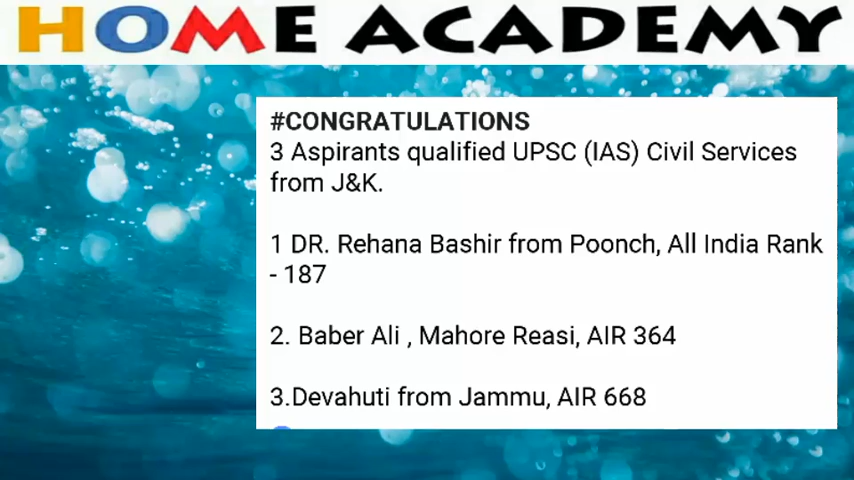 HOME ACADEMY
#CONGRATULATIONS
3 Aspirants qualified UPSC (IAS) Civil Services
from J&K.
1 DR. Rehana Bashir from Poonch, All India Rank
- 187
2. Baber Ali , Mahore Reasi, AIR 364
3.Devahuti from Jammu, AIR 668